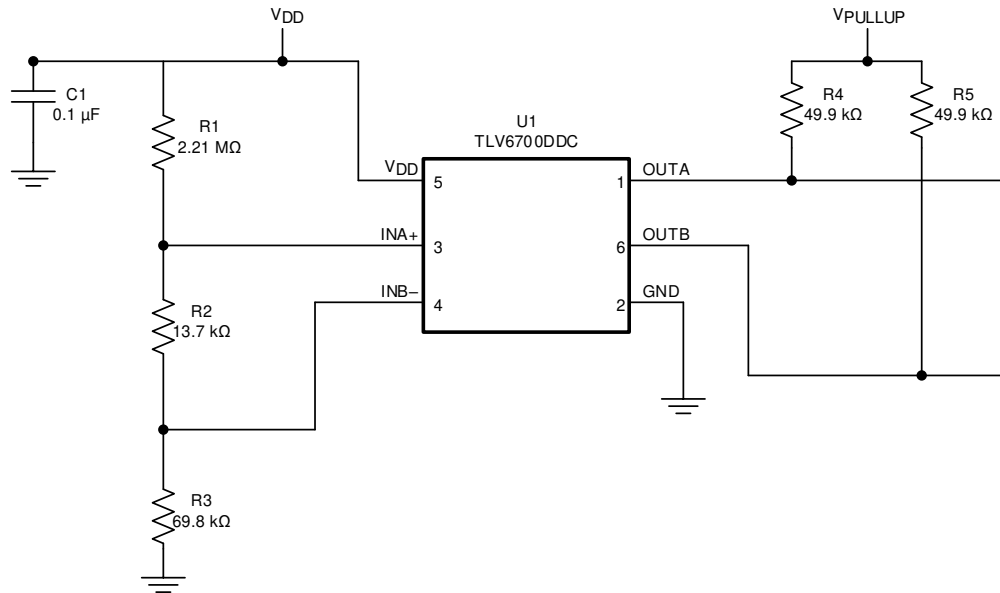 VDD
VPULLUP
C1
0.1 µF
R1
2.21 MΩ
R4
49.9 kΩ
R5
49.9 kΩ
U1
TLV6700DDC
VDD
5
1
OUTA
INA+
3
6
OUTB
INB–
4
2
GND
R2
13.7 kΩ
R3
69.8 kΩ